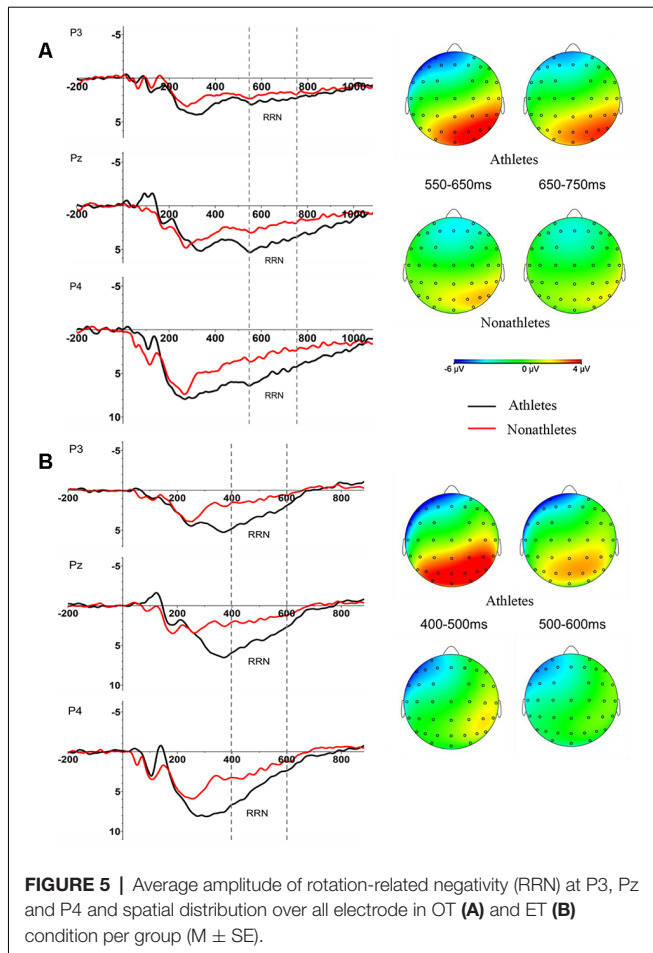 A
P3
-5
-200
200
400
600
800
1000
5
RRN
Pz
-5
-200
200
400
600
800
1000
5
RRN
P4
-5
-200
200
400
600
800
1000
5
10
RRN
Athletes
550-650ms 650-750ms
Nonathletes
-6 μV 0 μV 4 μV
Athletes
Nonathletes
B
P3
-5
-200
200
400
600
800
5
RRN
Pz
-5
-200
200
400
600
800
5
10
RRN
P4
-5
-200
200
400
600
800
5
10
RRN
Athletes
400-500ms 500-600ms
Nonathletes
FIGURE 5 | Average amplitude of rotation-related negativity (RRN) at P3, Pz
and P4 and spatial distribution over all electrode in OT (A) and ET (B)
condition per group (M ± SE).